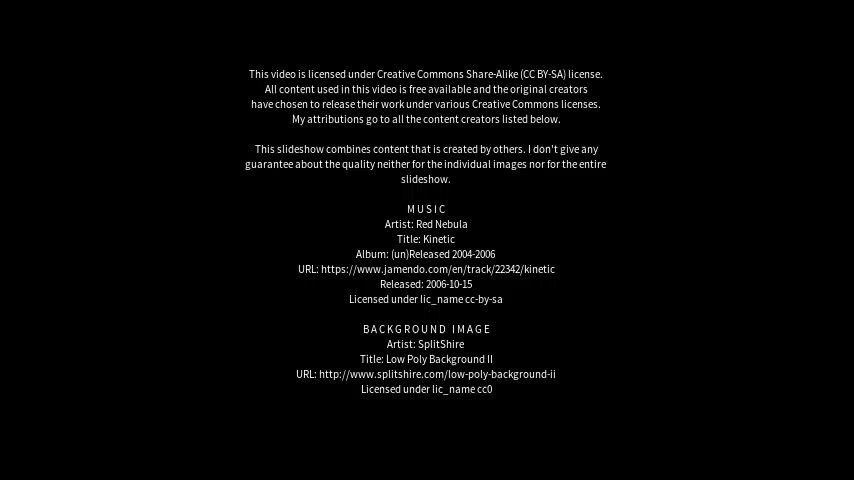 This video is licensed under Creative Commons Share-Alike (CC BY-SA) license.
All content used in this video is free available and the original creators
have chosen to release their work under various Creative Commons licenses.
My attributions go to all the content creators listed below.
This slideshow combines content that is created by others. I don't give any
guarantee about the quality neither for the individual images nor for the entire
slideshow.
MUSIC
Artist: Red Nebula
Title: Kinetic
Album: (un)Released 2004-2006
URL: https://www.jamendo.com/en/track/22342/kinetic
Released: 2006-10-15
Licensed under lic_name cc-by-sa
BACKGROUND IMAGE
Artist: SplitShire
Title: Low Poly Background II
URL: http://www.splitshire.com/low-poly-background-ii
Licensed under lic_name cc0